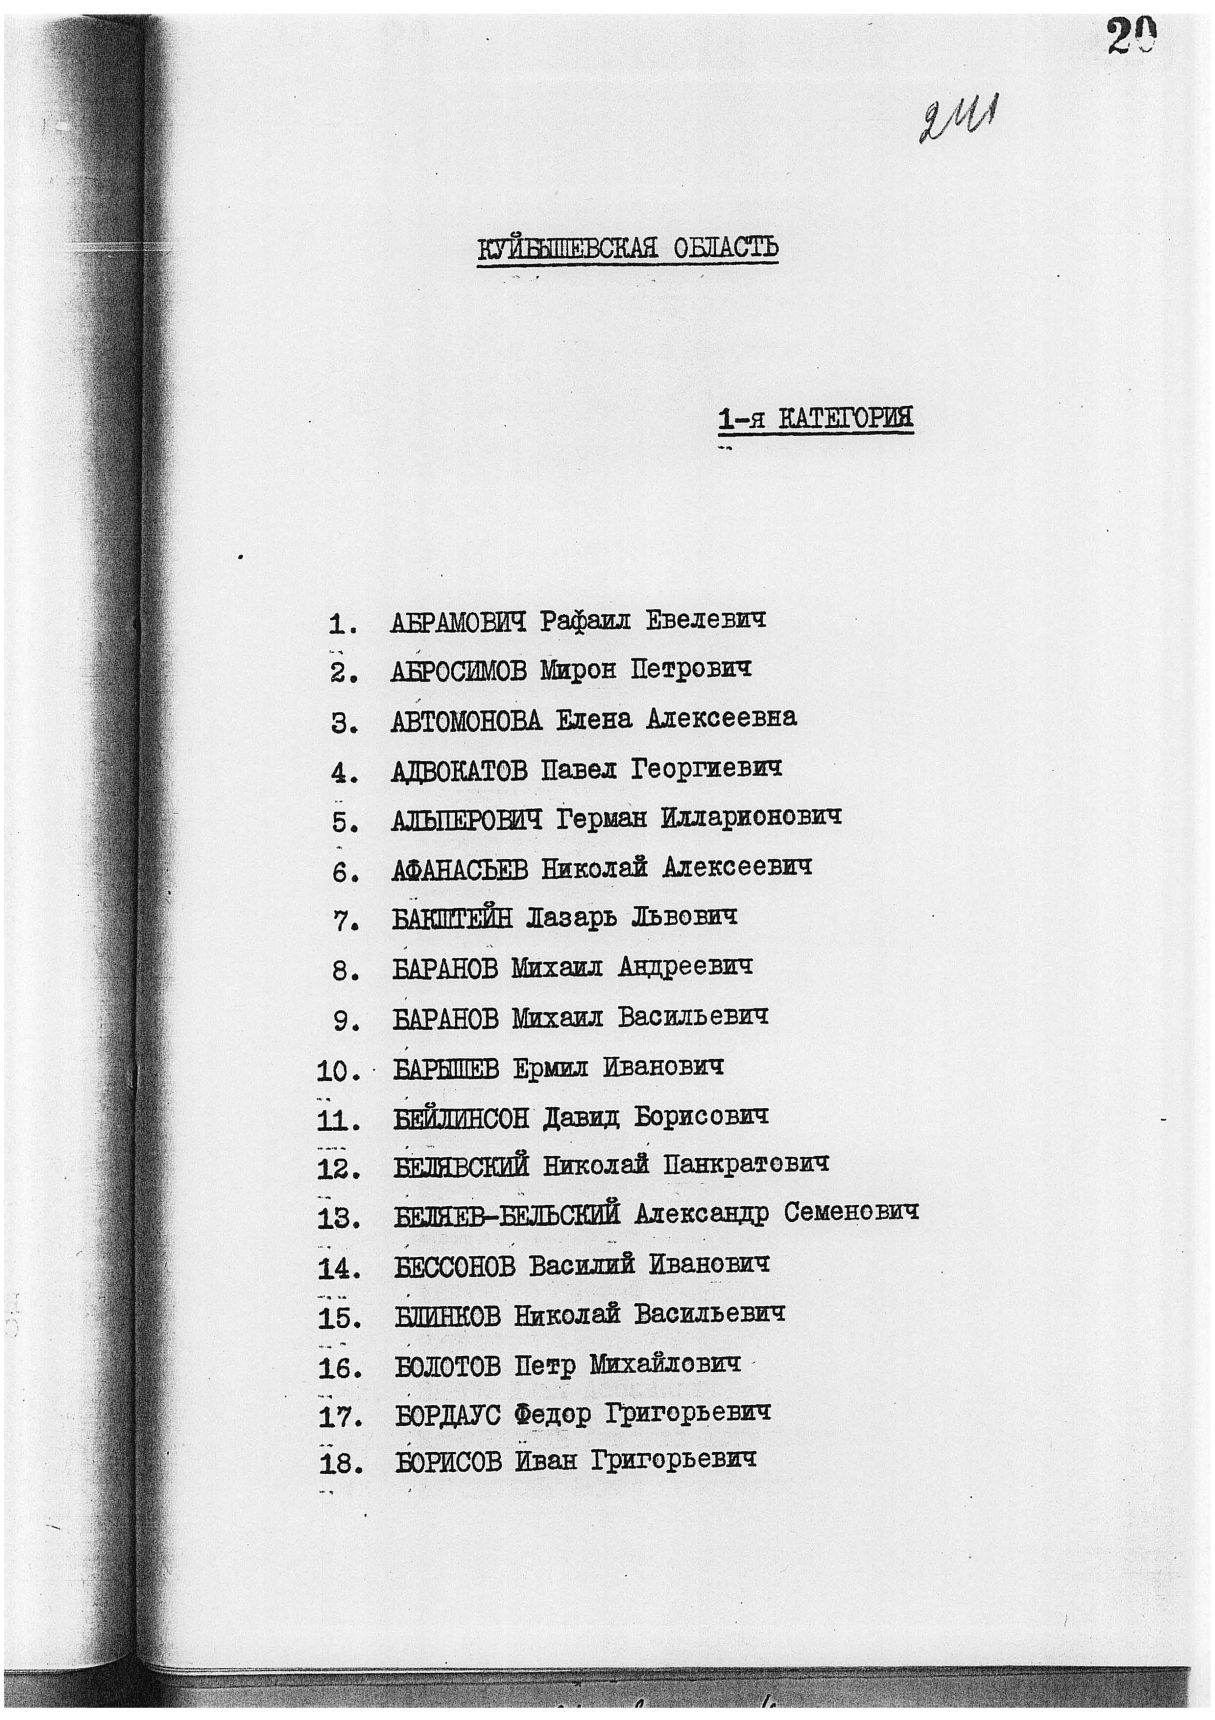 20
241
КУЙБЫШЕВСКАЯ ОБЛАСТЬ
1-я КАТЕГОРИЯ
1. АБРАМОВИЧ Рафаил Евелевич
2. АБРОСИМОВ Мирон Петрович
3. АВТОМОНОВА Елена Алексеевна
4. АДВОКАТОВ Павел Георгиевич
5. АЛЬПЕРОВИЧ Герман Илларионович
6. АФАНАСЬЕВ Николай Алексеевич
7. БАКШТЕЙН Лазарь Львович
8. БАРАНОВ Михаил Андреевич
9. БАРАНОВ Михаил Васильевич
10. БАРЫШЕВ Ермил Иванович
11. БЕЙЛИНСОН Давид Борисович
12. БЕЛЯВСКИЙ Николай Панкратович
13. БЕЛЯЕВ-БЕЛЬСКИЙ Александр Семенович
14. БЕССОНОВ Василий Иванович
15. БЛИНКОВ Николай Васильевич
16. БОЛОТОВ Петр Михайлович
17. БОРДАУС Федор Григорьевич
18. БОРИСОВ Иван Григорьевич